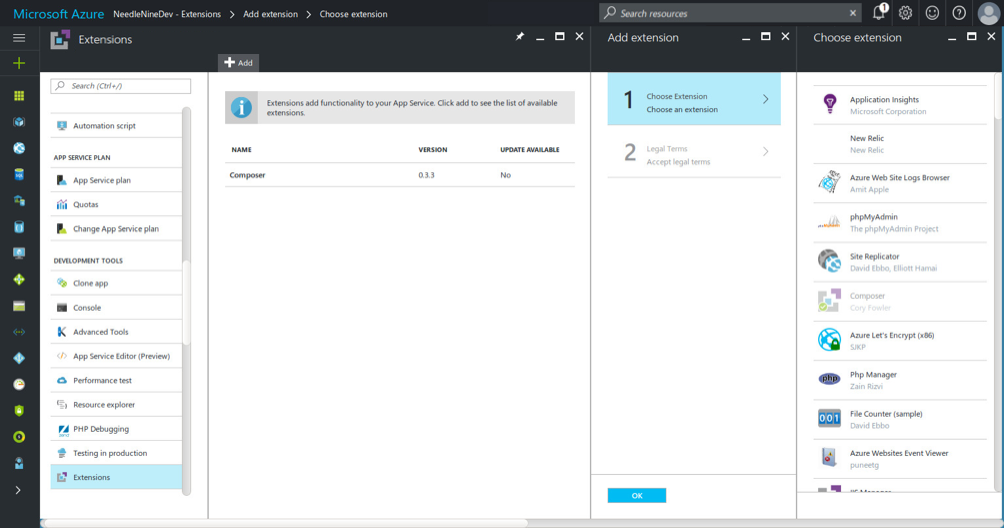 Microsoft Azure NeedleNineDev - Extensions > Add extension > Choose extension
Search resources
1
Extensions
Add
Search (Ctrl+/)
Automation script
APP SERVICE PLAN
App Service plan
Quotas
Change App Service plan
DEVELOPMENT TOOLS
Clone app
Console
Advanced Tools
App Service Editor (Preview)
Performance test
Resource explorer
PHP Debugging
Testing in production
Extensions
Extensions add functionality to your App Service. Click add to see the list of available
extensions.
NAME VERSION UPDATE AVAILABLE
Composer 0.3.3 No
Add extension
1 Choose Extension
Choose an extension
2 Legal Terms
Accept legal terms
OK
Choose extension
Application Insights
Microsoft Corporation
New Relic
New Relic
Azure Web Site Logs Browser
Amit Apple
phpMyAdmin
The phpMyAdmin Project
Site Replicator
David Ebbo, Elliott Hamai
Composer
Cory Fowler
Azure Let's Encrypt (x86)
SJKP
php
Php Manager
Zain Rizvi
001
File Counter (sample)
David Ebbo
Azure Websites Event Viewer
puneetg